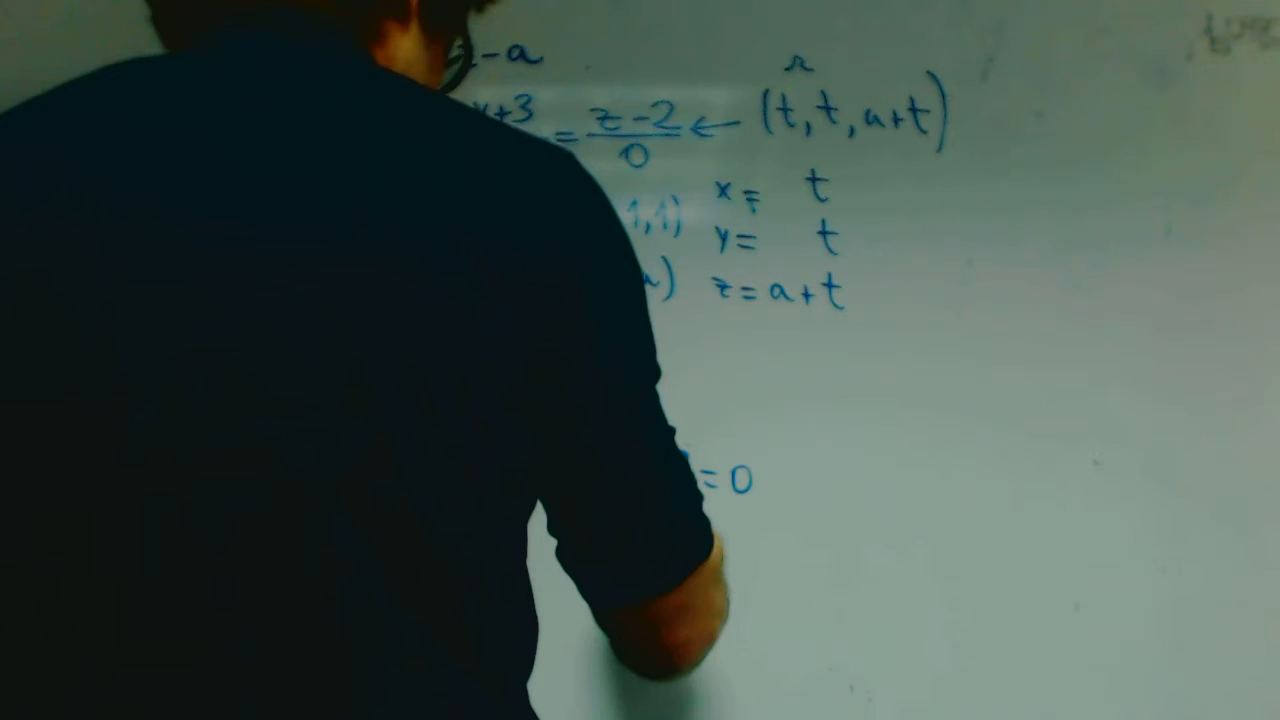 -a r
y+3 = z-2 / 0 ← (t, t, a+t)
1,1) x = t
y = t
) z = a+t
= 0